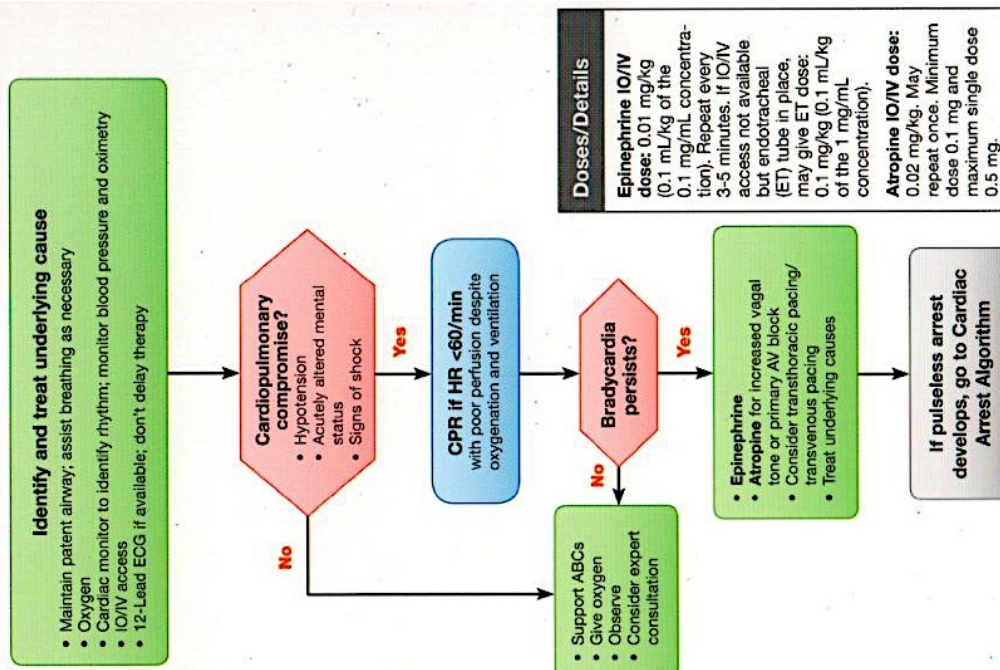 Identify and treat underlying cause
• Maintain patent airway; assist breathing as necessary
• Oxygen
• Cardiac monitor to identify rhythm; monitor blood pressure and oximetry
• IO/IV access
• 12-Lead ECG if available; don't delay therapy
Cardiopulmonary
compromise?
• Hypotension
• Acutely altered mental
status
• Signs of shock
No
Yes
CPR if HR <60/min
with poor perfusion despite
oxygenation and ventilation
Bradycardia
persists?
No
Yes
• Support ABCs
• Give oxygen
• Observe
• Consider expert
consultation
• Epinephrine
• Atropine for increased vagal
tone or primary AV block
• Consider transthoracic pacing/
transvenous pacing
• Treat underlying causes
If pulseless arrest
develops, go to Cardiac
Arrest Algorithm
Doses/Details
Epinephrine IO/IV
dose: 0.01 mg/kg
(0.1 mL/kg of the
0.1 mg/mL concentra-
tion). Repeat every
3-5 minutes. If IO/IV
access not available
but endotracheal
(ET) tube in place,
may give ET dose:
0.1 mg/kg (0.1 mL/kg
of the 1 mg/mL
concentration).
Atropine IO/IV dose:
0.02 mg/kg. May
repeat once. Minimum
dose 0.1 mg and
maximum single dose
0.5 mg.